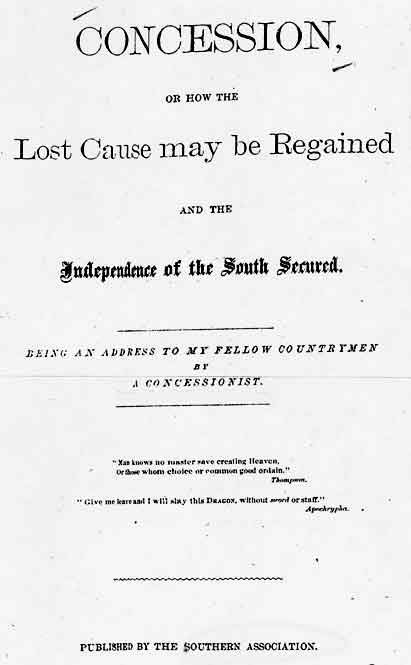 CONCESSION,
OR HOW THE
Lost Cause may be Regained
AND THE
Independence of the South Secured.
BEING AN ADDRESS TO MY FELLOW COUNTRYMEN
BY
A CONCESSIONIST.
"Man knows no master save creating Heaven,
Or those whom choice or common good ordain."
Thompson.
"Give me leave and I will slay this DRAGON, without sword or staff."
Apochrypha.
PUBLISHED BY THE SOUTHERN ASSOCIATION.